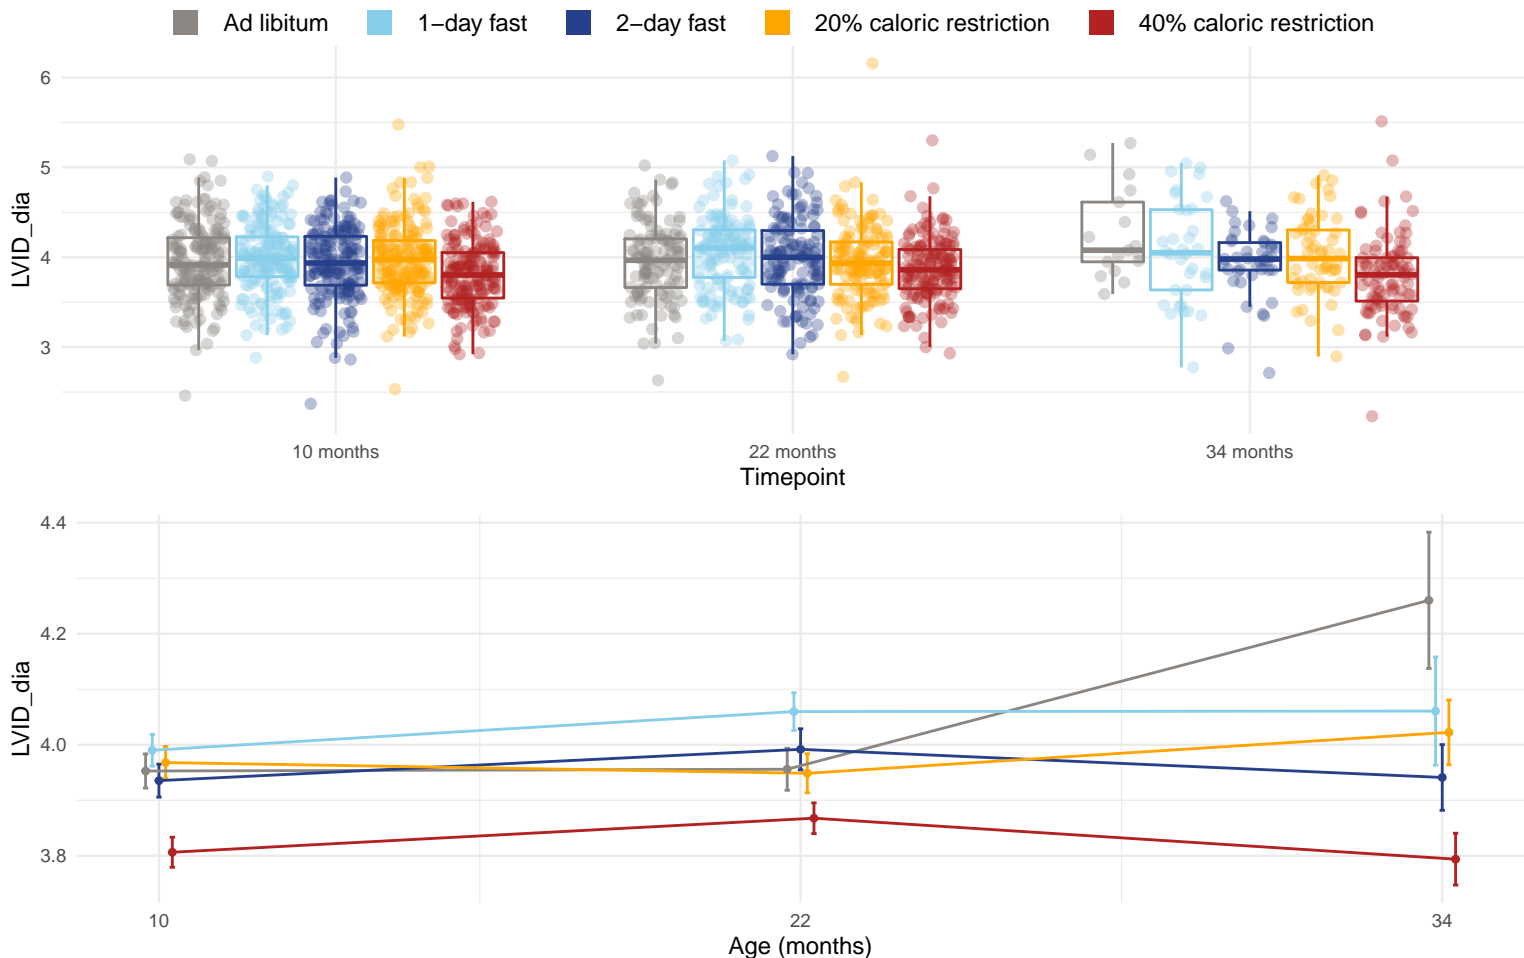 Ad libitum 1−day fast 2−day fast 20% caloric restriction 40% caloric restriction
6
5
4
3
LVID_dia
10 months 22 months 34 months
Timepoint
4.4
4.2
4.0
3.8
LVID_dia
10 22 34
Age (months)